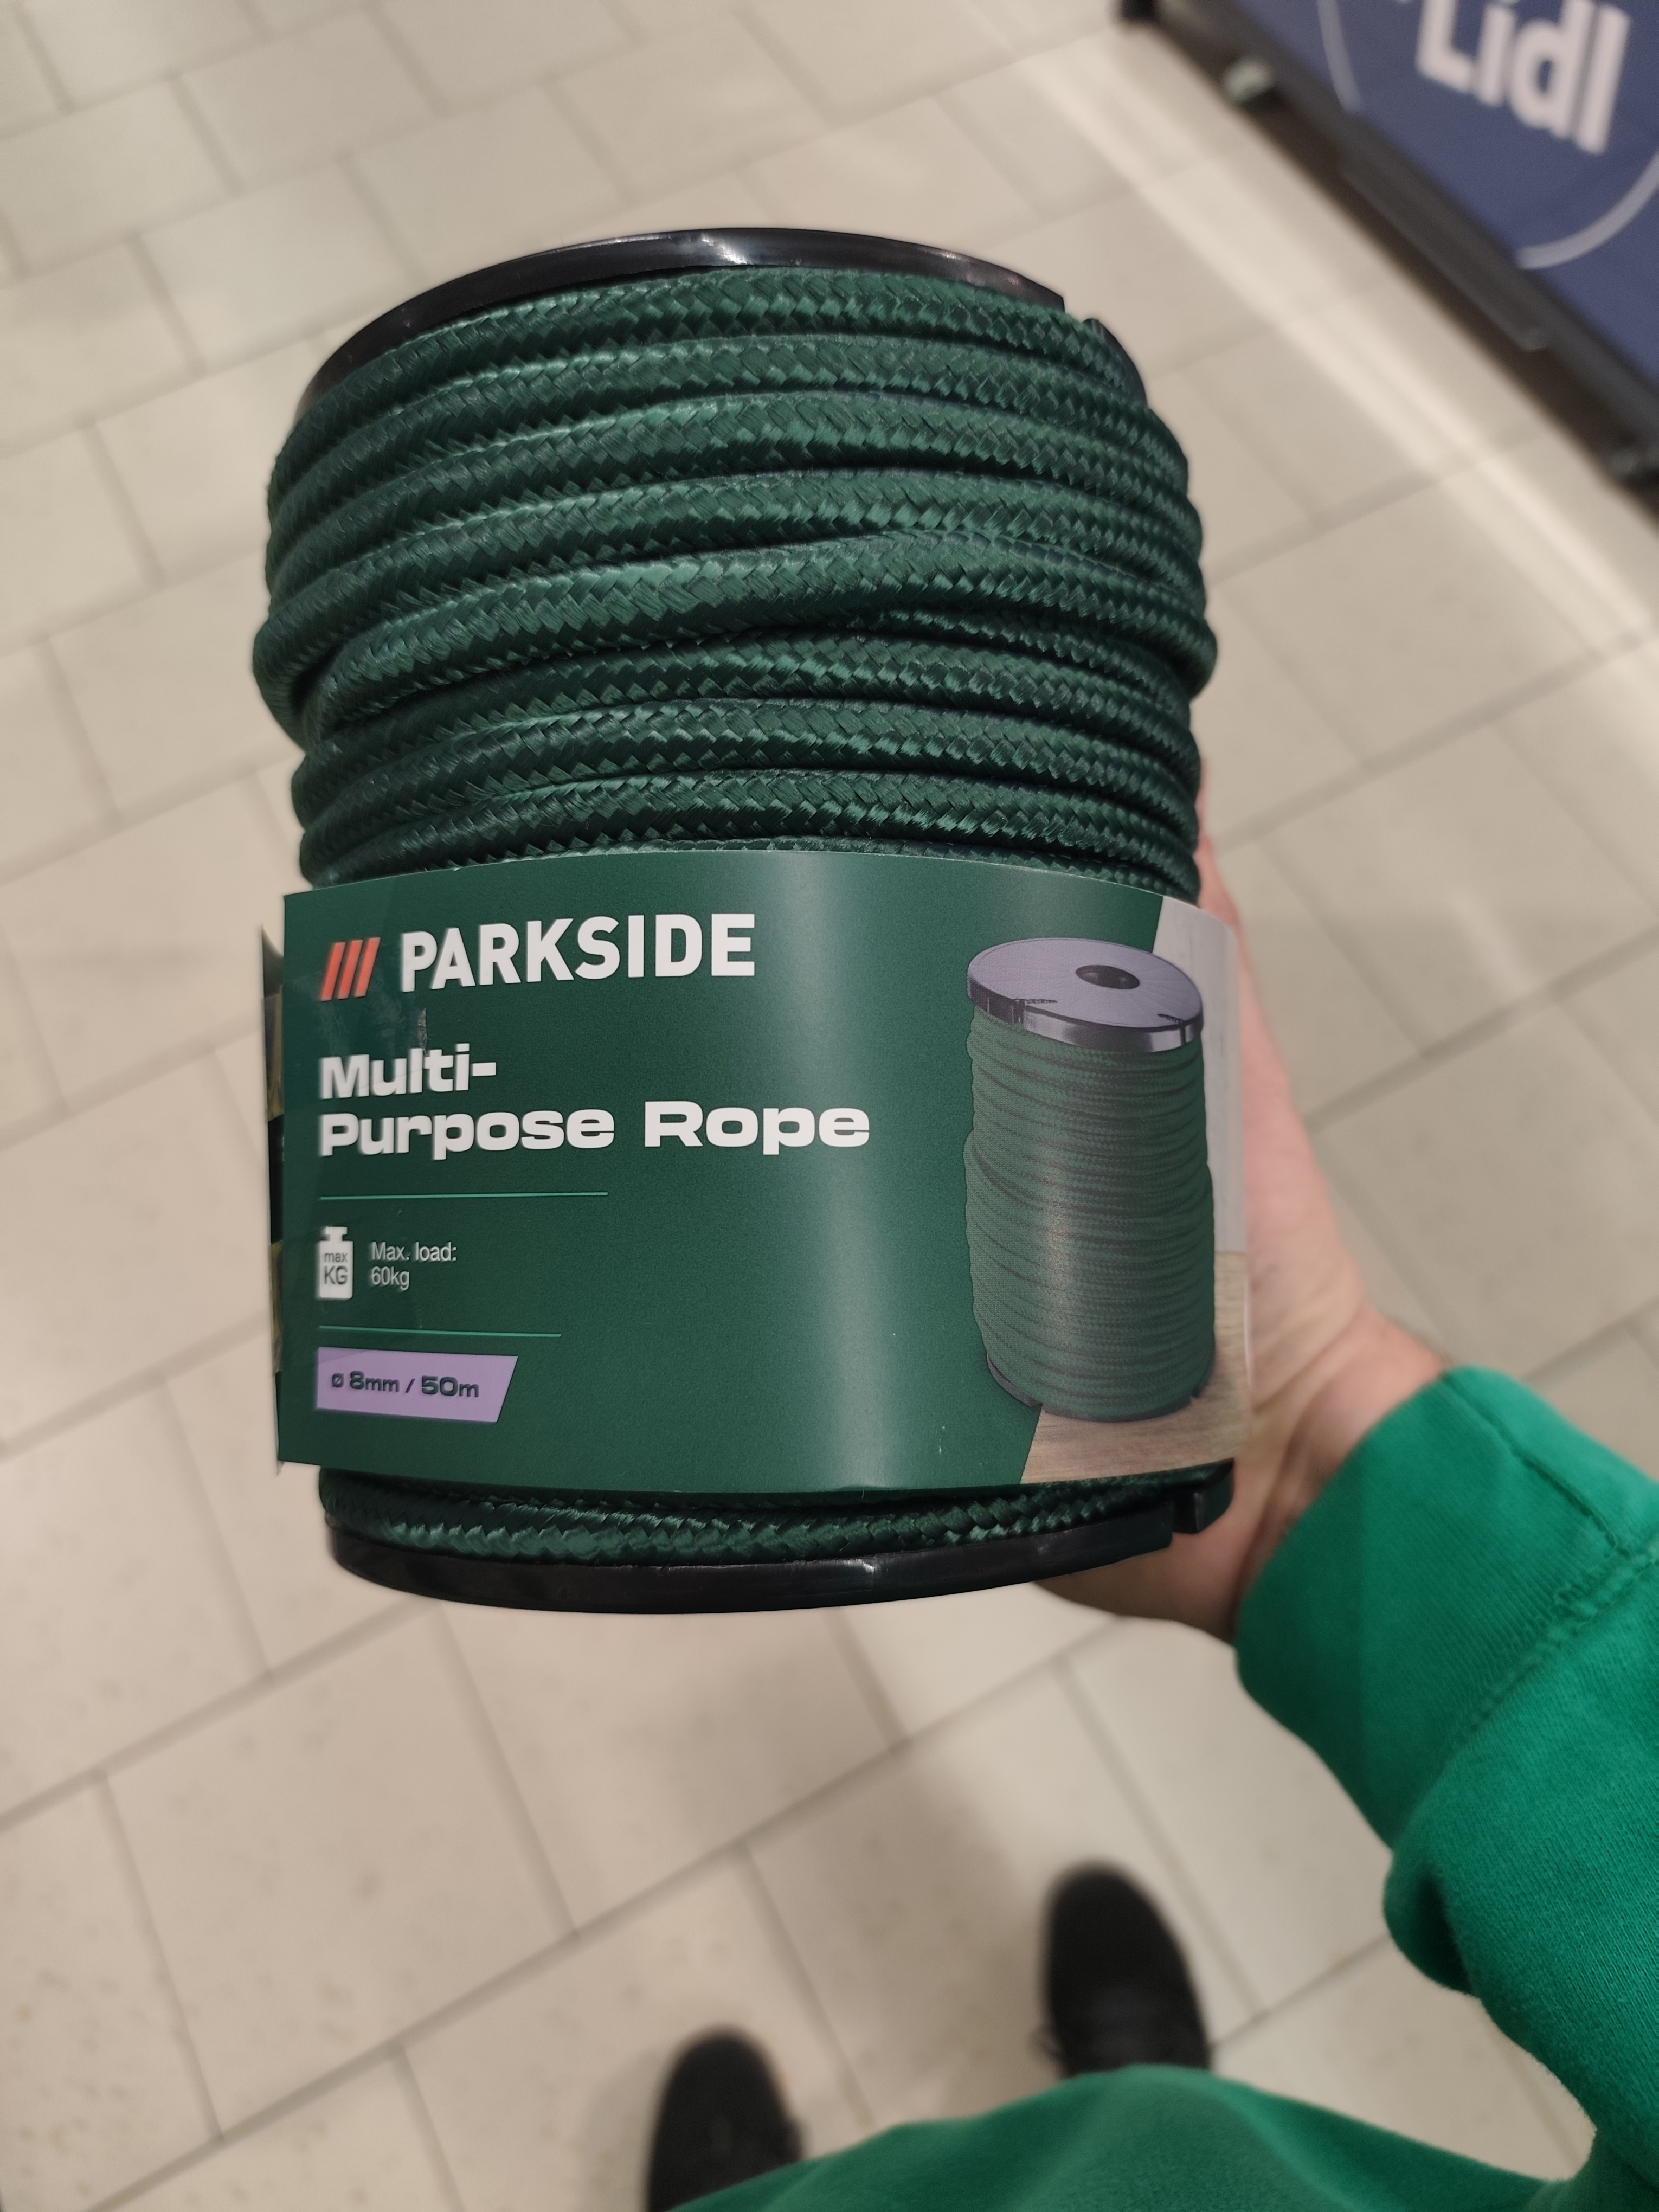 Lidl
PARKSIDE
Multi-
Purpose Rope
max
KG
Max. load:
60kg
ø 8mm / 50m